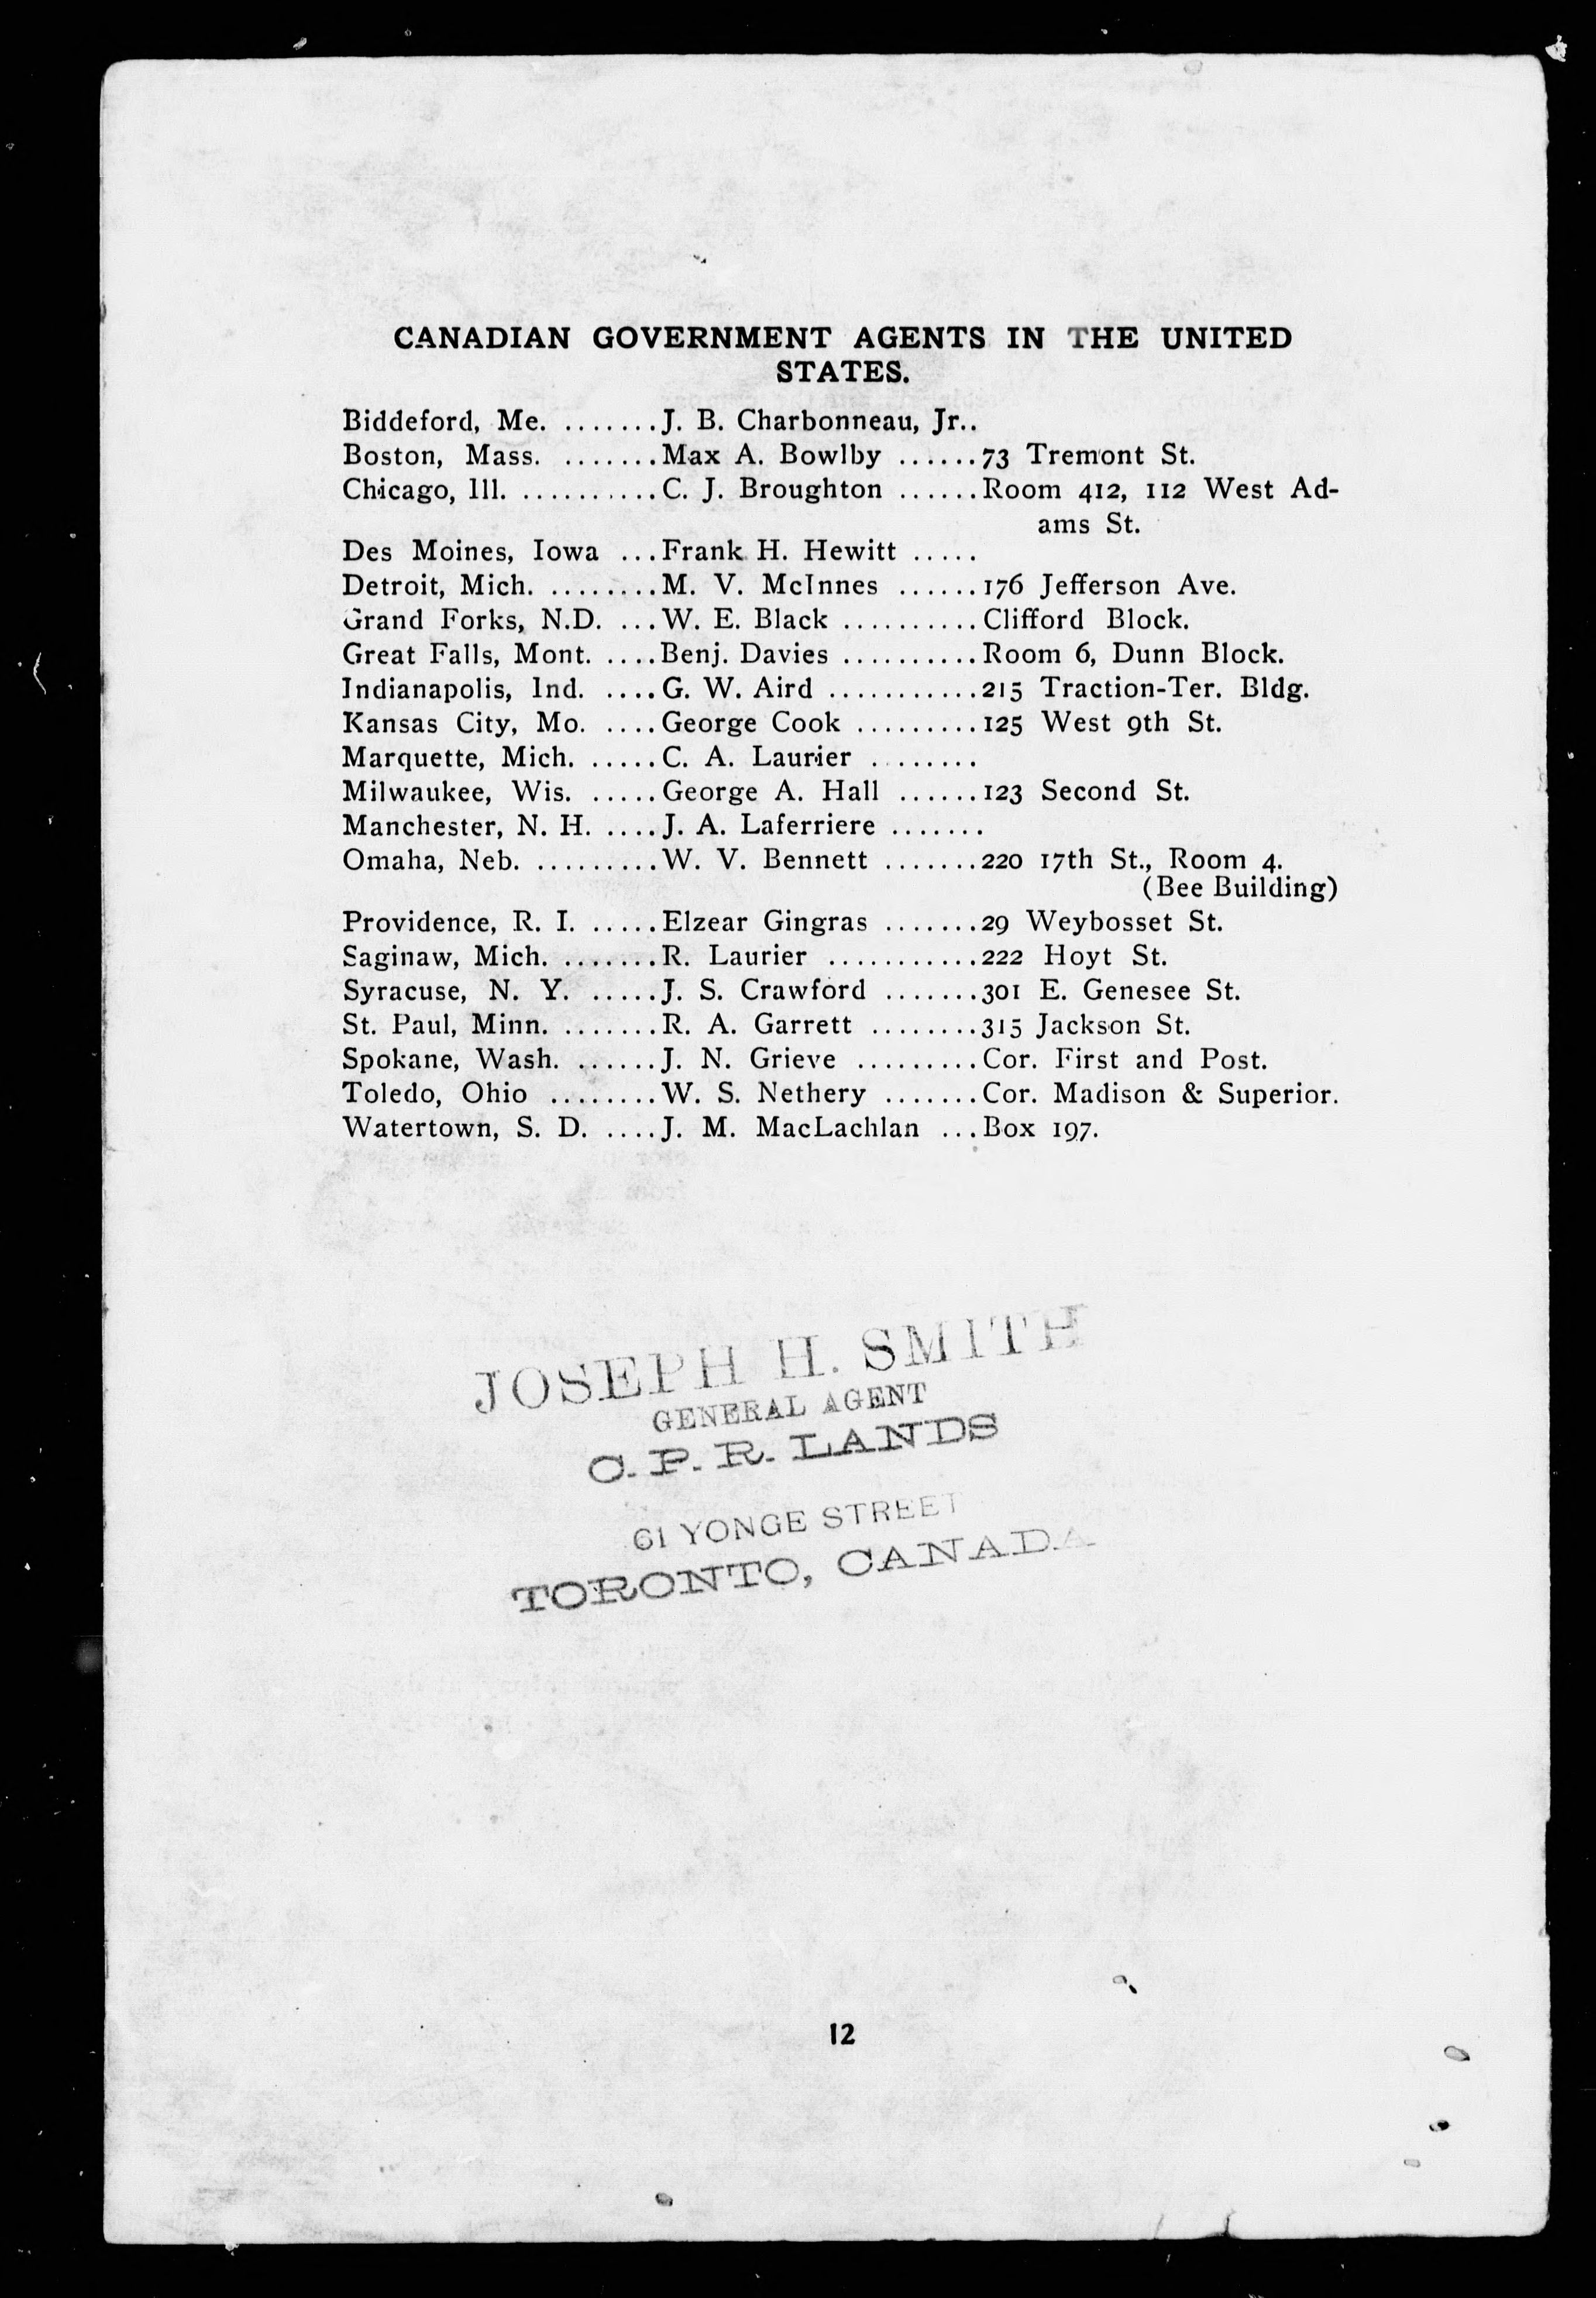 CANADIAN GOVERNMENT AGENTS IN THE UNITED
STATES.
Biddeford, Me. .......J. B. Charbonneau, Jr..
Boston, Mass. .......Max A. Bowlby ......73 Tremont St.
Chicago, Ill. ..........C. J. Broughton ......Room 412, 112 West Ad-
ams St.
Des Moines, Iowa ...Frank H. Hewitt .....
Detroit, Mich. ........M. V. McInnes ......176 Jefferson Ave.
Grand Forks, N.D. ...W. E. Black ..........Clifford Block.
Great Falls, Mont. ....Benj. Davies ..........Room 6, Dunn Block.
Indianapolis, Ind. ....G. W. Aird ...........215 Traction-Ter. Bldg.
Kansas City, Mo. ....George Cook .........125 West 9th St.
Marquette, Mich. .....C. A. Laurier ........
Milwaukee, Wis. .....George A. Hall ......123 Second St.
Manchester, N. H. ....J. A. Laferriere .......
Omaha, Neb. .........W. V. Bennett .......220 17th St., Room 4.
(Bee Building)
Providence, R. I. .....Elzear Gingras .......29 Weybosset St.
Saginaw, Mich. .......R. Laurier ...........222 Hoyt St.
Syracuse, N. Y. .....J. S. Crawford .......301 E. Genesee St.
St. Paul, Minn. .......R. A. Garrett ........315 Jackson St.
Spokane, Wash. ......J. N. Grieve .........Cor. First and Post.
Toledo, Ohio ........W. S. Nethery .......Cor. Madison & Superior.
Watertown, S. D. ....J. M. MacLachlan ...Box 197.
JOSEPH H. SMITH
GENERAL AGENT
C. P. R. LANDS
61 YONGE STREET
TORONTO, CANADA
12